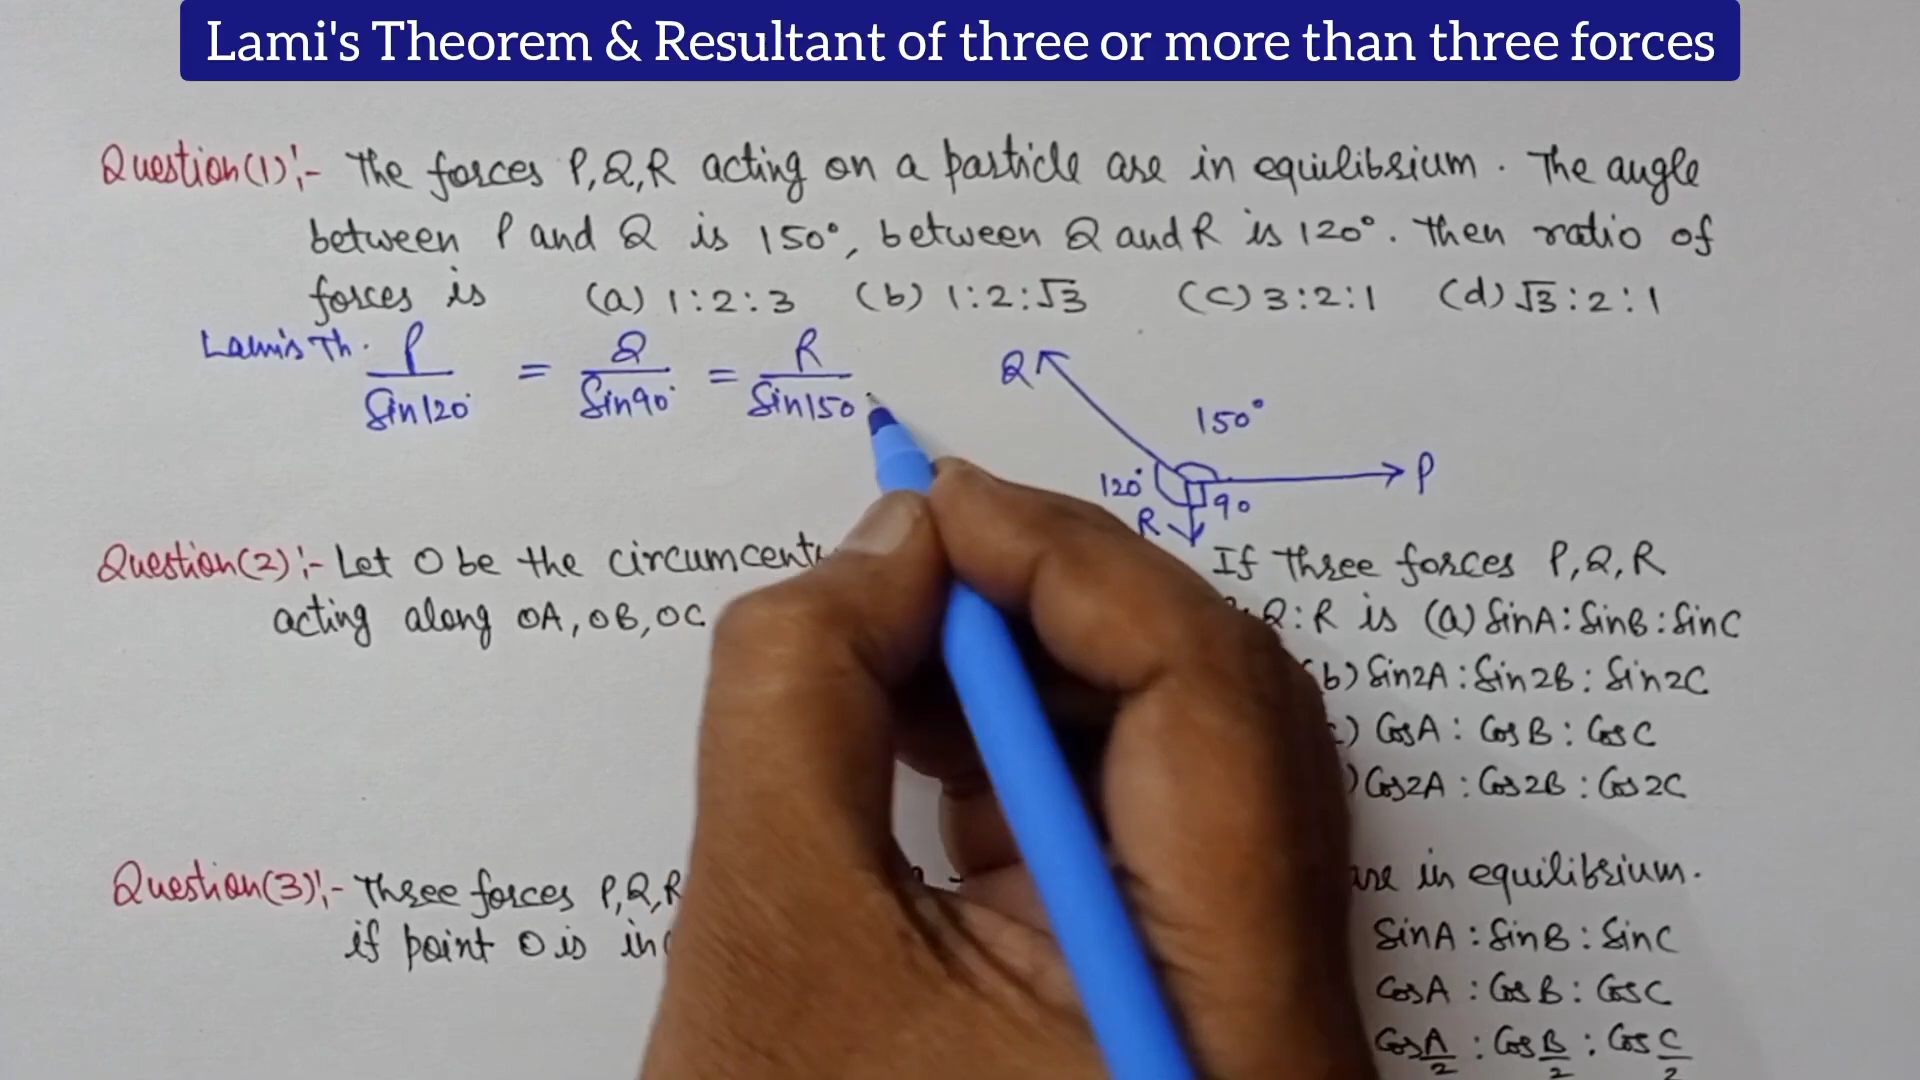 Lami's Theorem & Resultant of three or more than three forces
Question(1):- The forces P,Q,R acting on a particle are in equilibrium. The angle
between P and Q is 150°, between Q and R is 120°. Then ratio of
forces is (a) 1:2:3 (b) 1:2:√3 (c) 3:2:1 (d) √3:2:1
Lami's Th. P/Sin120° = Q/Sin90° = R/Sin150
Q
150°
P
120°
90
R
Question(2):- Let O be the circumcent If three forces P,Q,R
acting along OA, OB, OC Q:R is (a) SinA:SinB:SinC
b) Sin2A:Sin2B:Sin2C
) CosA:CosB:CosC
) Cos2A:Cos2B:Cos2C
Question(3):- Three forces P,Q,R are in equilibrium.
if point O is in SinA:SinB:SinC
CosA:CosB:CosC
Cos A/2 : Cos B/2 : Cos C/2